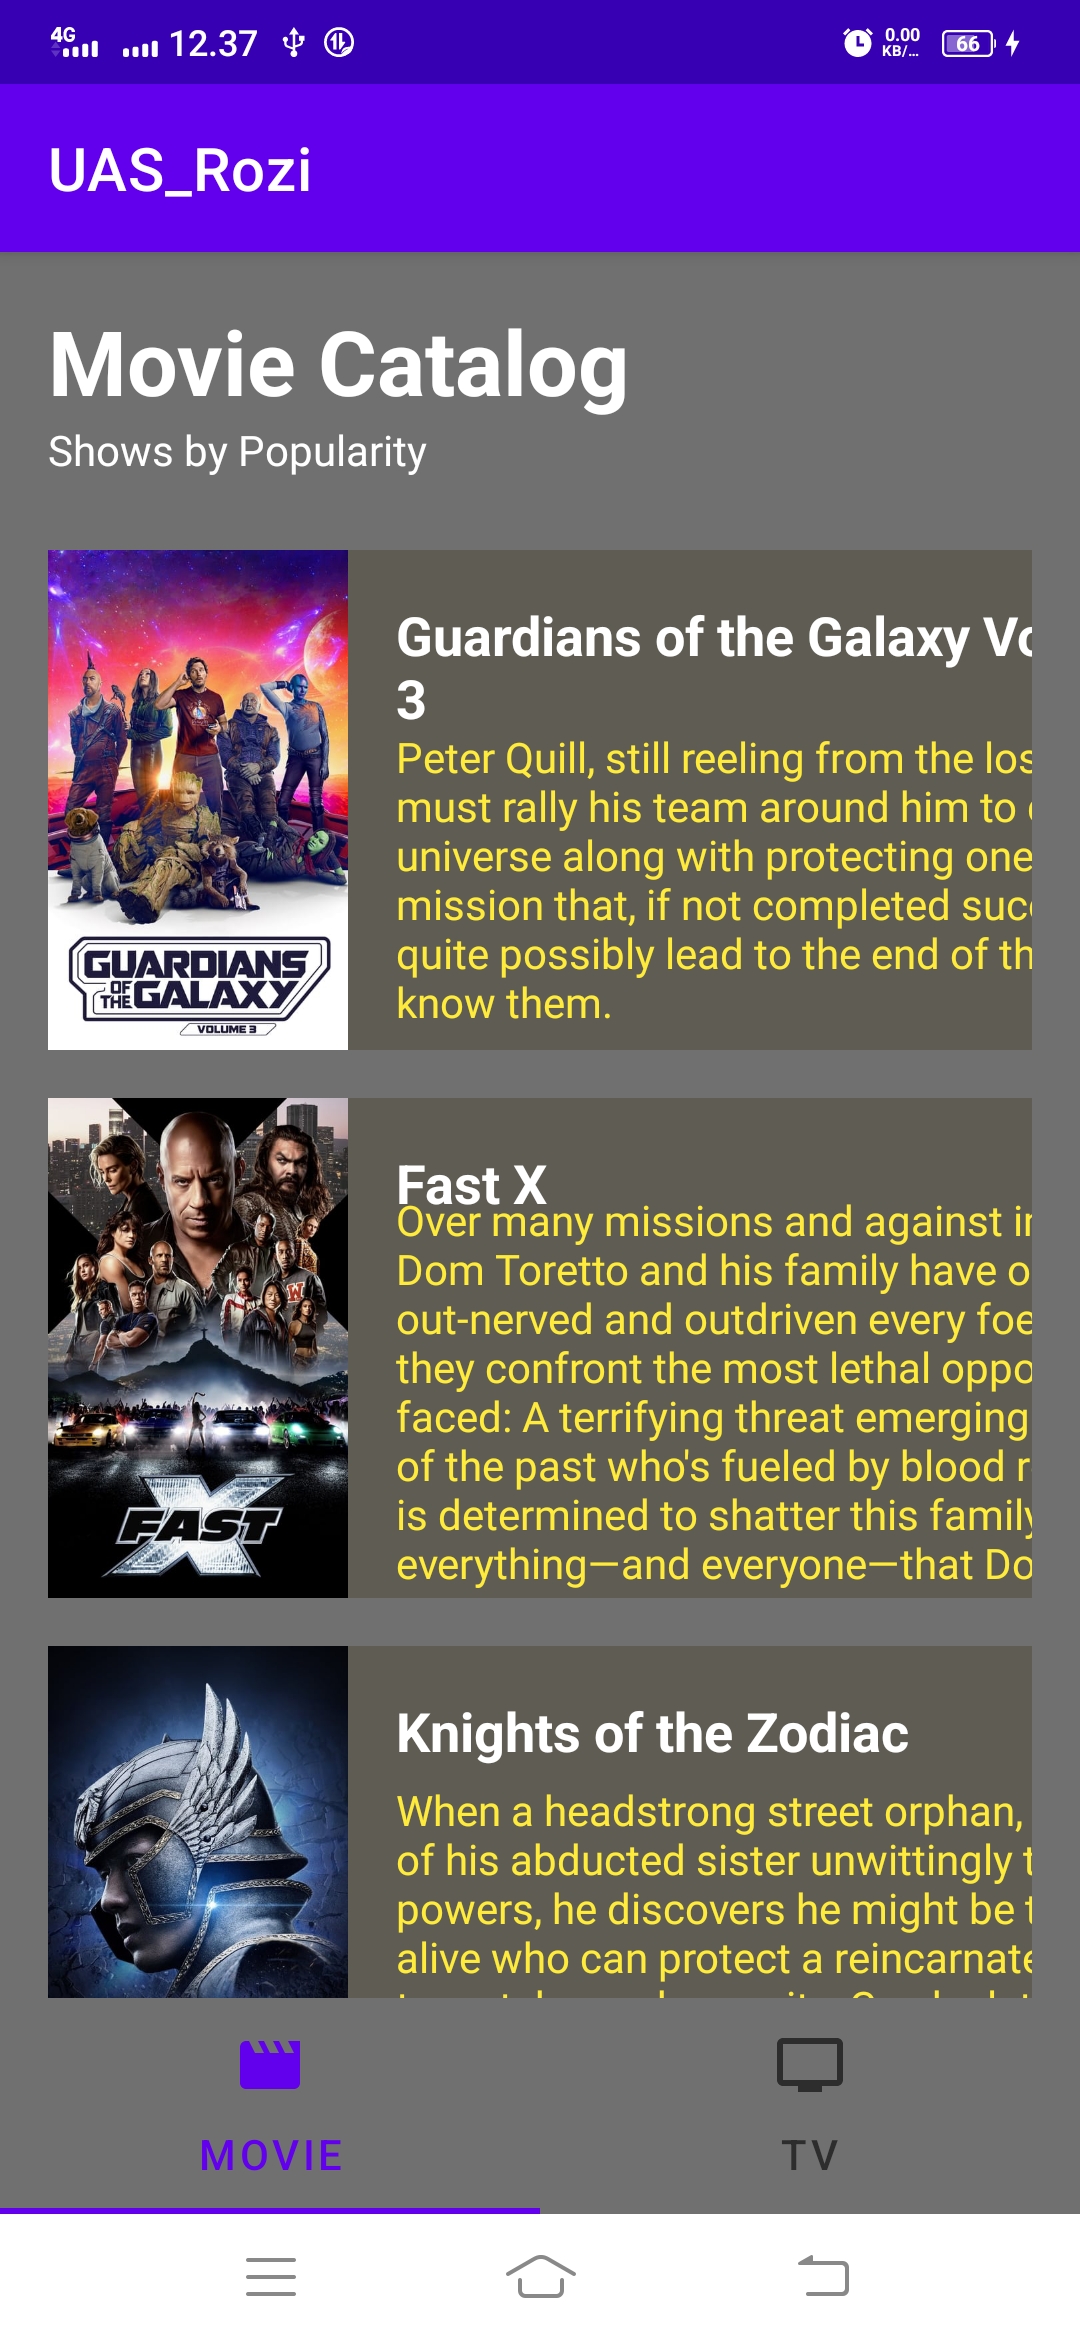 4G 12.37 0.00 KB/... 66
UAS_Rozi
Movie Catalog
Shows by Popularity
GUARDIANS
OF THE GALAXY
VOLUME 3
Guardians of the Galaxy Vo
3
Peter Quill, still reeling from the los
must rally his team around him to
universe along with protecting one
mission that, if not completed succ
quite possibly lead to the end of th
know them.
FAST X
Fast X
Over many missions and against
Dom Toretto and his family have o
out-nerved and outdriven every foe
they confront the most lethal oppo
faced: A terrifying threat emerging
of the past who's fueled by blood r
is determined to shatter this family
everything—and everyone—that Do
Knights of the Zodiac
When a headstrong street orphan,
of his abducted sister unwittingly t
powers, he discovers he might be t
alive who can protect a reincarnate
MOVIE
TV